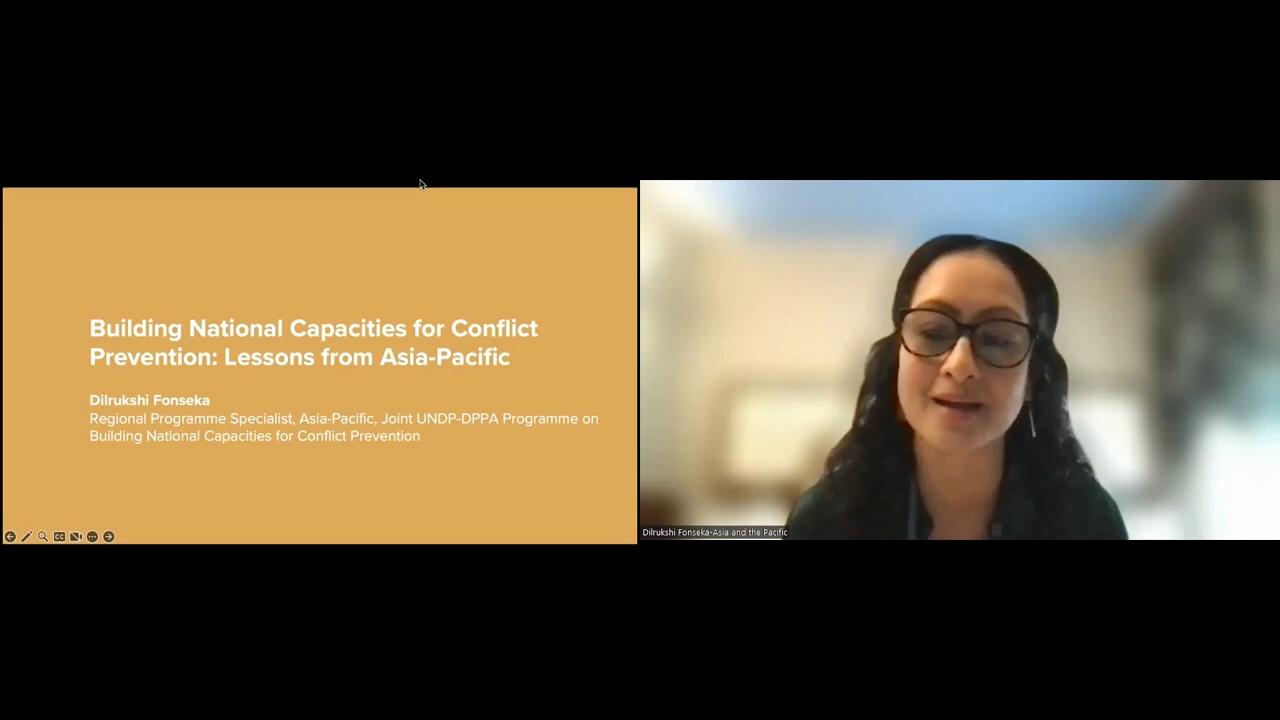 Building National Capacities for Conflict
Prevention: Lessons from Asia-Pacific
Dilrukshi Fonseka
Regional Programme Specialist, Asia-Pacific, Joint UNDP-DPPA Programme on
Building National Capacities for Conflict Prevention
CC
Dilrukshi Fonseka-Asia and the Pacific